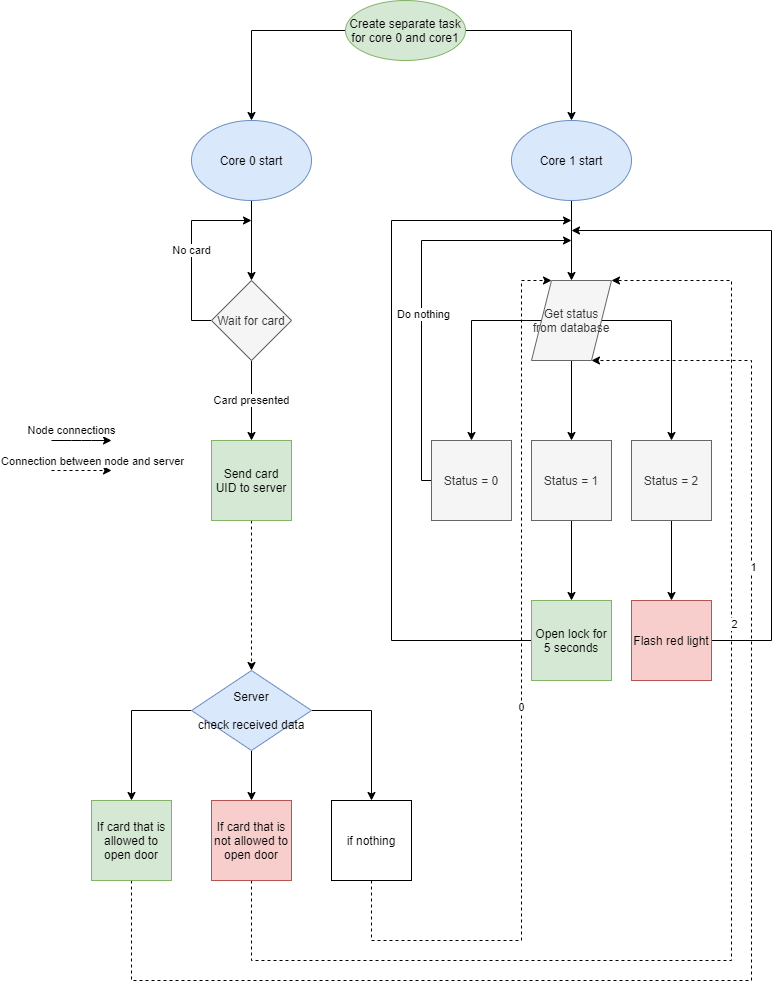 Create separate task
for core 0 and core1
Core 0 start
Core 1 start
No card
Wait for card
Do nothing
Get status
from database
Card presented
Node connections
Connection between node and server
Send card
UID to server
Status = 0
Status = 1
Status = 2
1
Open lock for
5 seconds
Flash red light
2
0
Server
check received data
If card that is
allowed to
open door
If card that is
not allowed to
open door
if nothing